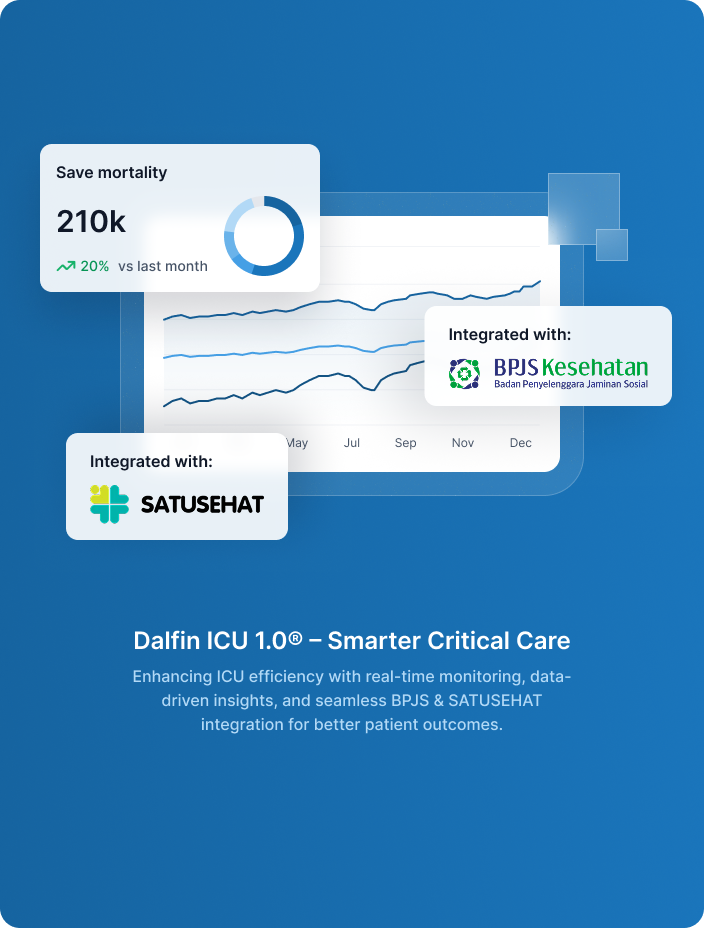 Save mortality
210k
20% vs last month
Integrated with:
BPJS Kesehatan
Badan Penyelenggara Jaminan Sosial
May Jul Sep Nov Dec
Integrated with:
SATUSEHAT
Dalfin ICU 1.0® – Smarter Critical Care
Enhancing ICU efficiency with real-time monitoring, data-
driven insights, and seamless BPJS & SATUSEHAT
integration for better patient outcomes.